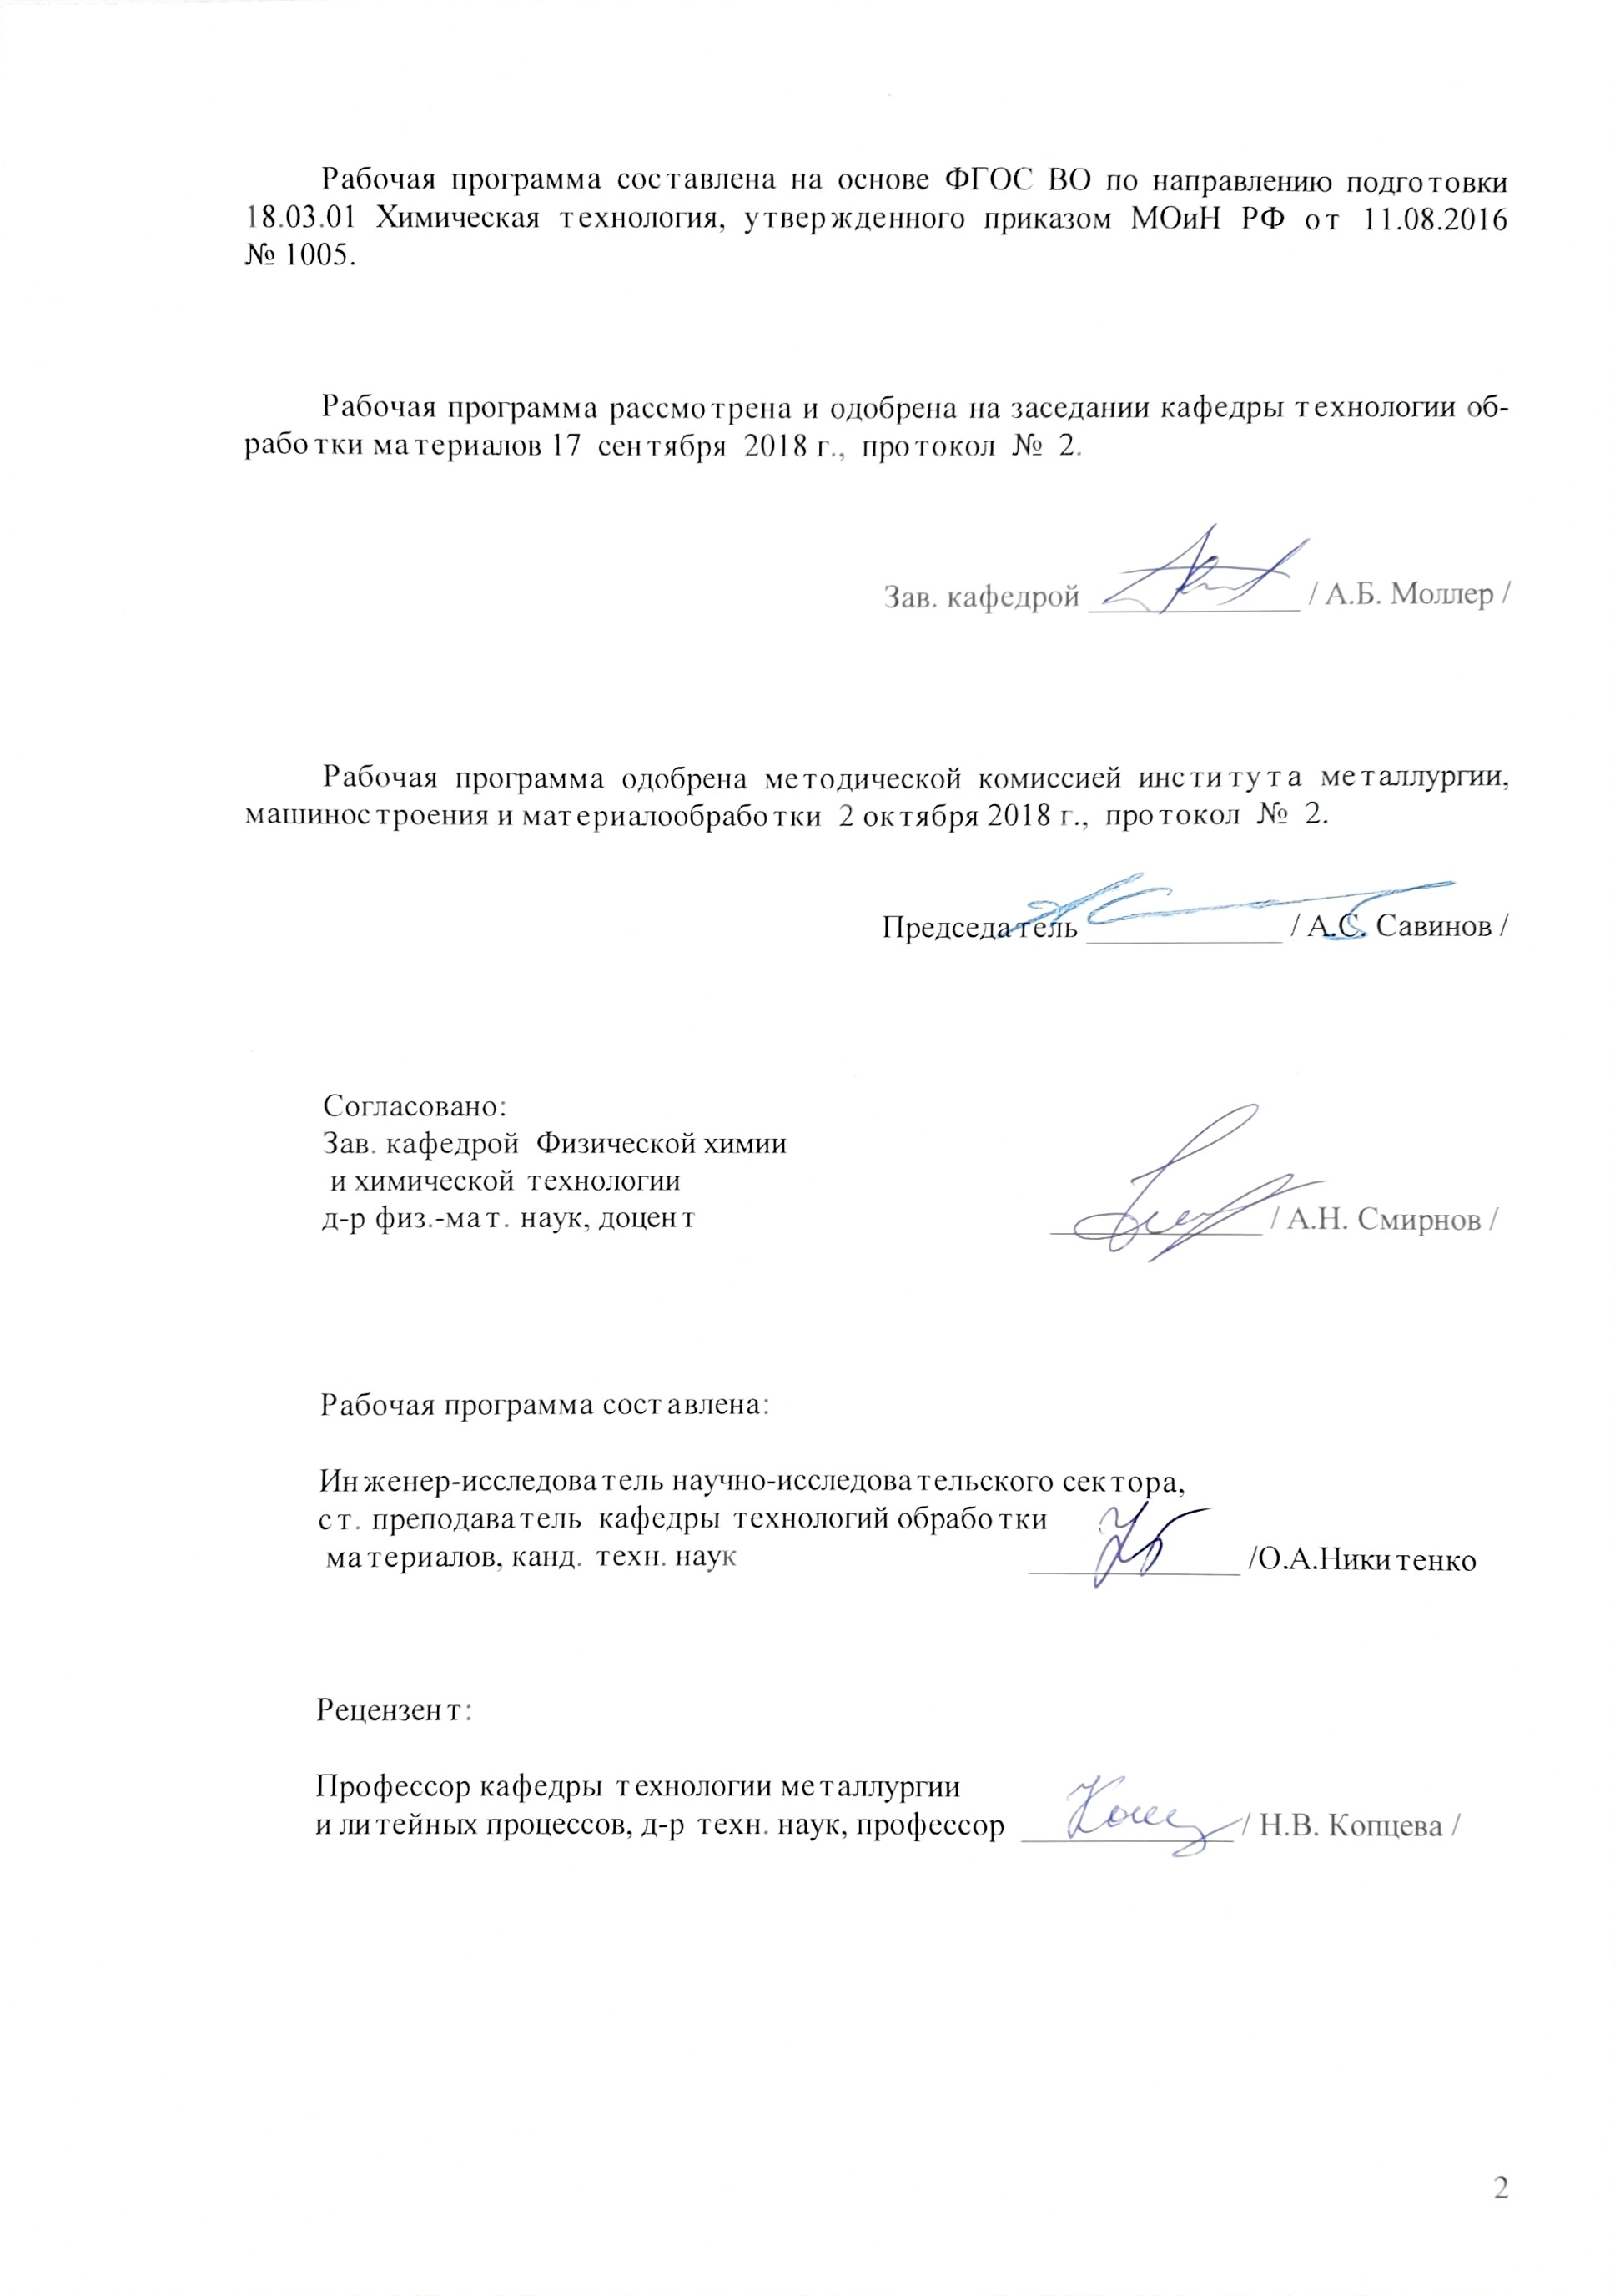 Рабочая программа составлена на основе ФГОС ВО по направлению подготовки
18.03.01 Химическая технология, утвержденного приказом МОиН РФ от 11.08.2016
№ 1005.
Рабочая программа рассмотрена и одобрена на заседании кафедры технологии об-
работки материалов 17 сентября 2018 г., протокол № 2.
Зав. кафедрой ______________ / А.Б. Моллер /
Рабочая программа одобрена методической комиссией института металлургии,
машиностроения и материалообработки 2 октября 2018 г., протокол № 2.
Председатель _____________ / А.С. Савинов /
Согласовано:
Зав. кафедрой Физической химии
и химической технологии
д-р физ.-мат. наук, доцент ______________ / А.Н. Смирнов /
Рабочая программа составлена:
Инженер-исследователь научно-исследовательского сектора,
ст. преподаватель кафедры технологий обработки
материалов, канд. техн. наук ______________ /О.А.Никитенко
Рецензент:
Профессор кафедры технологии металлургии
и литейных процессов, д-р техн. наук, профессор ______________ / Н.В. Копцева /
2